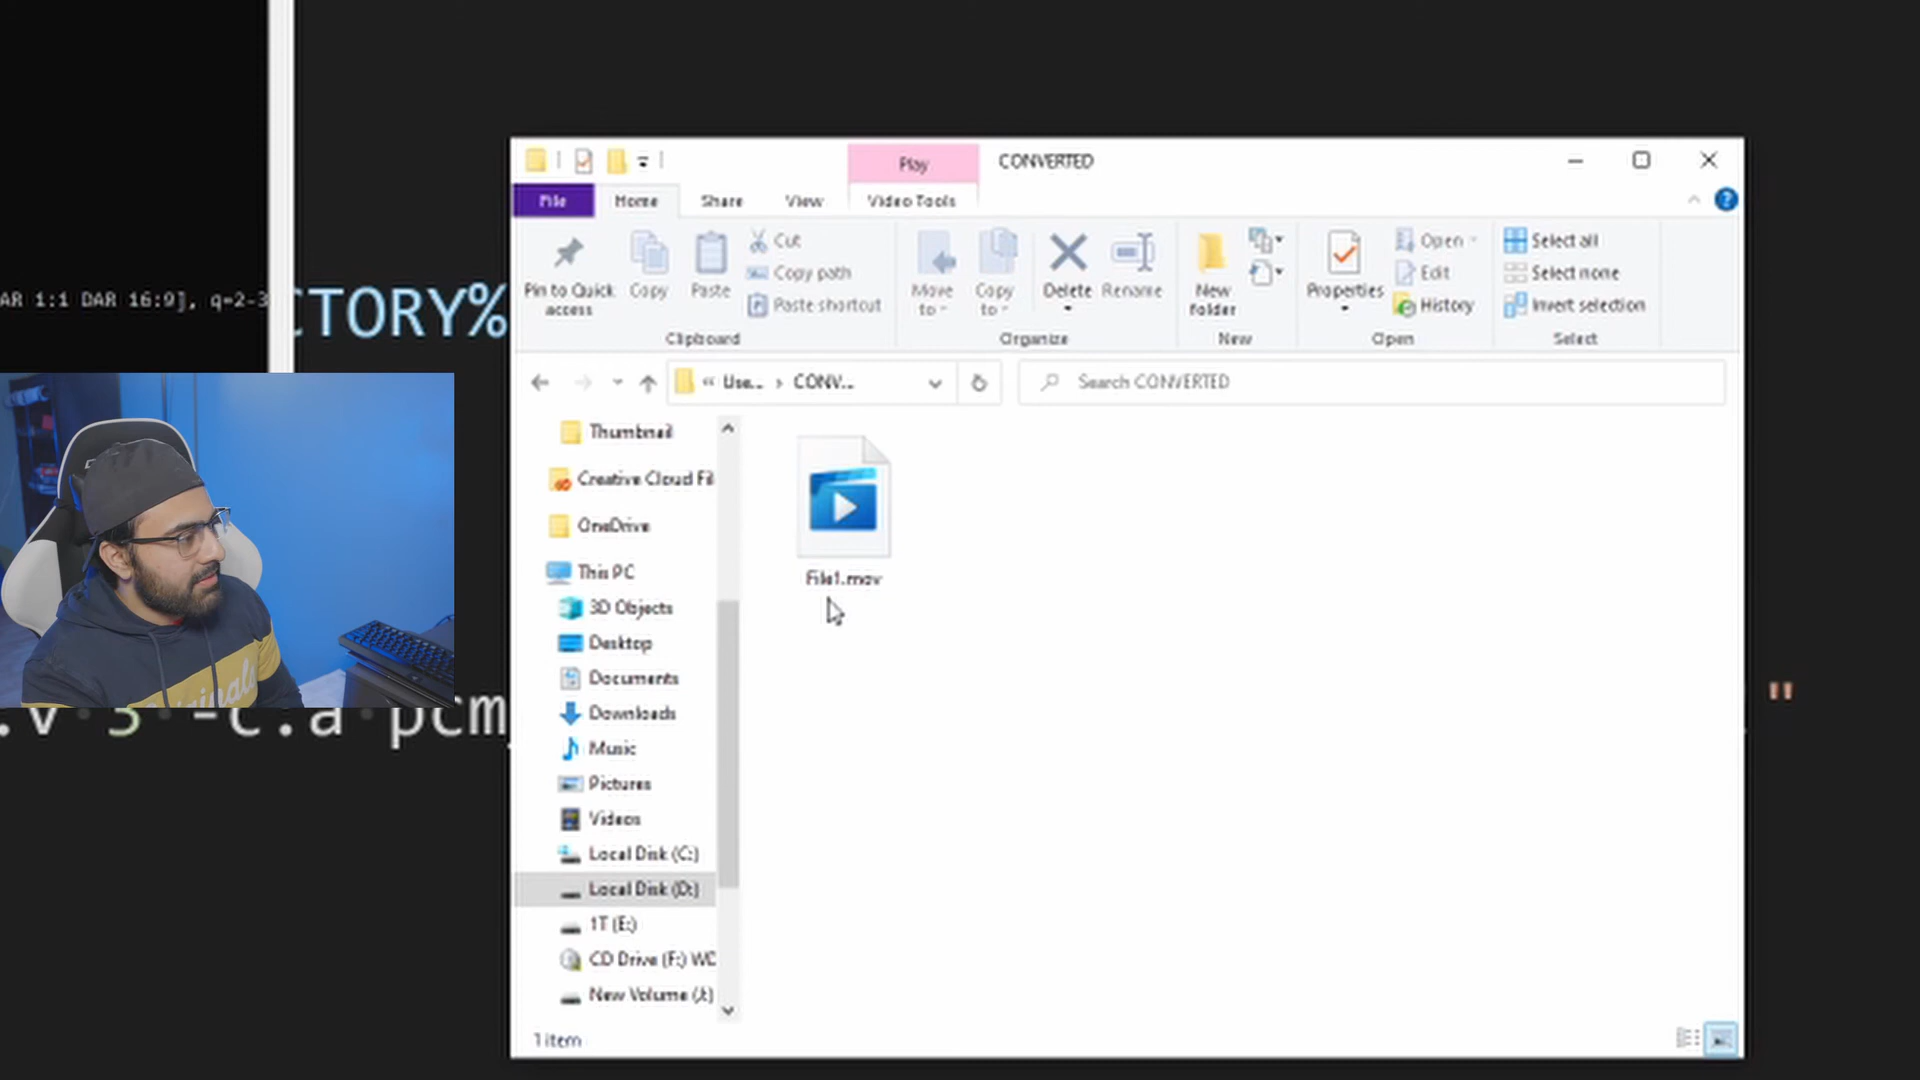 Play
CONVERTED
File
Home
Share
View
Video Tools
Pin to Quick access
Copy
Paste
Cut
Copy path
Paste shortcut
Move to
Copy to
Delete
Rename
New folder
Properties
Open
Edit
History
Select all
Select none
Invert selection
Clipboard
Organize
New
Open
Select
AR 1:1 DAR 16:9], q=2-3
CTORY%
« Use... › CONV...
Search CONVERTED
Thumbnail
Creative Cloud Fil
OneDrive
This PC
3D Objects
Desktop
Documents
Downloads
Music
Pictures
Videos
Local Disk (C:)
Local Disk (D:)
1T (E:)
CD Drive (F:) WD
New Volume (J:)
File1.mov
:v 3 -c:a pcm_
"
1 item